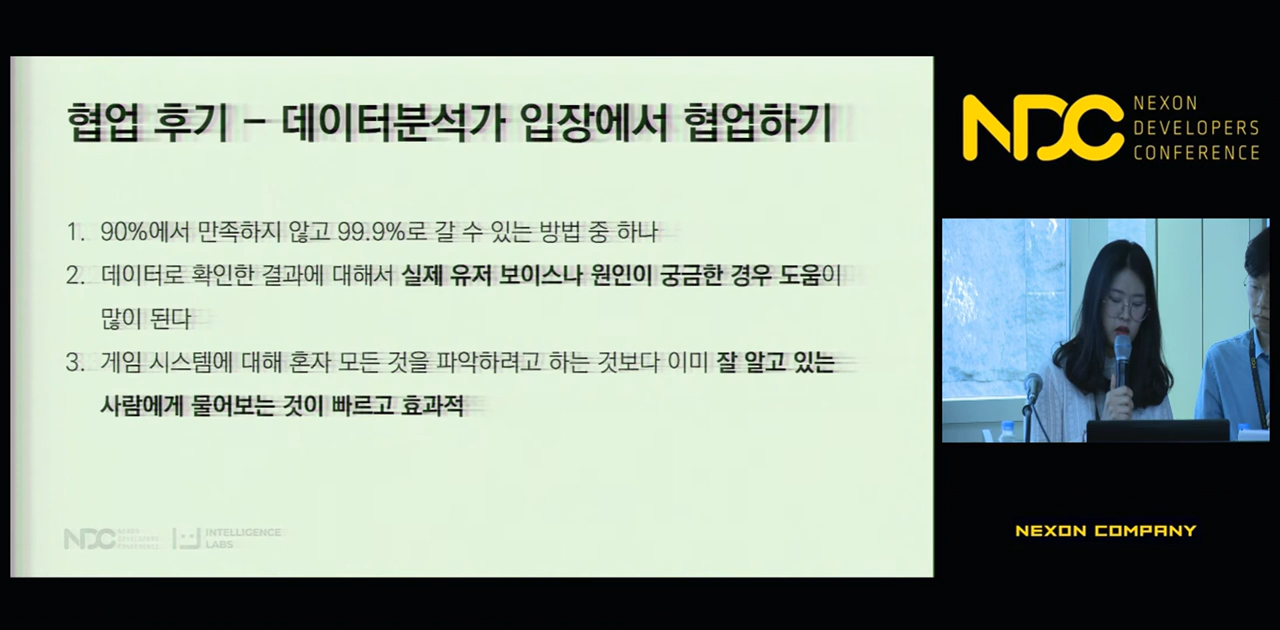 협업 후기 – 데이터분석가 입장에서 협업하기
1. 90%에서 만족하지 않고 99.9%로 갈 수 있는 방법 중 하나
2. 데이터로 확인한 결과에 대해서 실제 유저 보이스나 원인이 궁금한 경우 도움이
많이 된다
3. 게임 시스템에 대해 혼자 모든 것을 파악하려고 하는 것보다 이미 잘 알고 있는
사람에게 물어보는 것이 빠르고 효과적
NDC NEXON
DEVELOPERS
CONFERENCE
INTELLIGENCE
LABS
NDC NEXON
DEVELOPERS
CONFERENCE
NEXON COMPANY